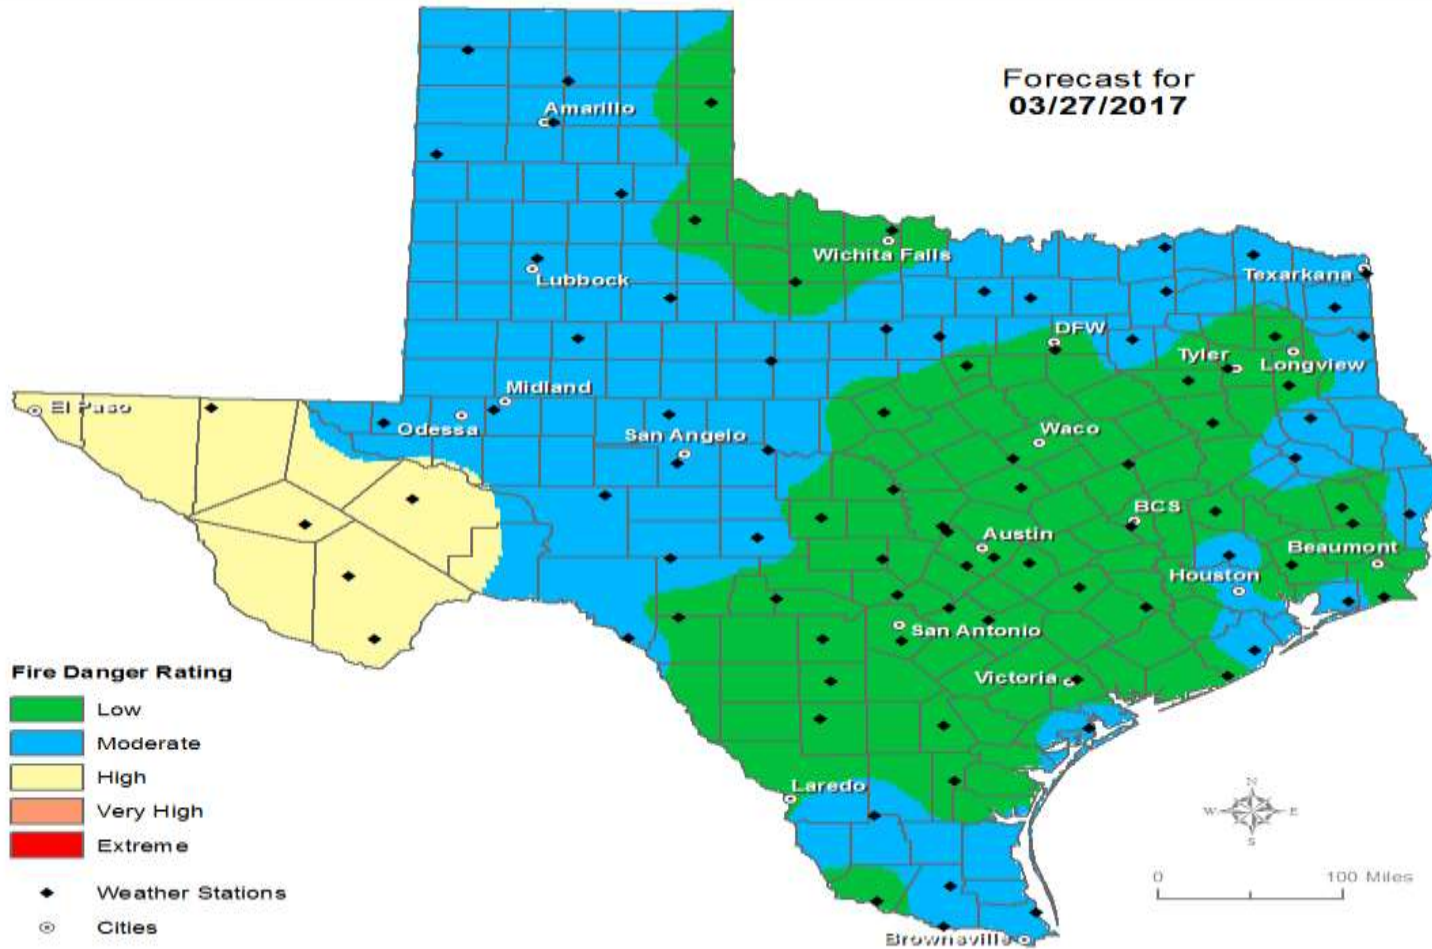 Forecast for
03/27/2017
Amarillo
Wichita Falls
Lubbock
Texarkana
DFW
Tyler
Longview
Midland
El Paso
Odessa
San Angelo
Waco
BCS
Austin
Beaumont
Houston
San Antonio
Victoria
Laredo
Brownsville
Fire Danger Rating
Low
Moderate
High
Very High
Extreme
Weather Stations
Cities
N
W E
S
0 100 Miles